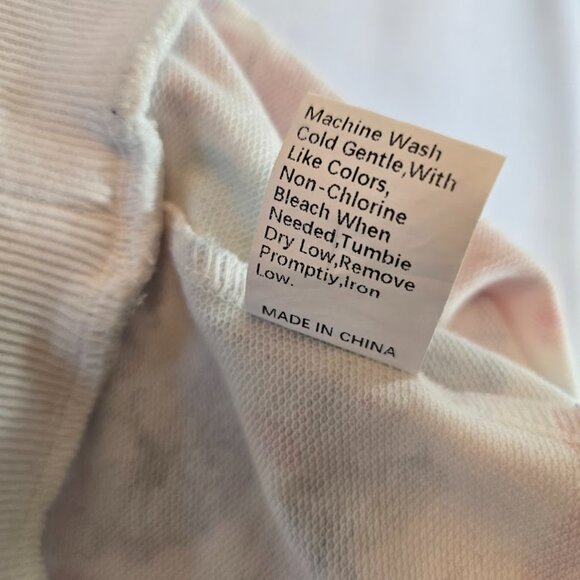 Machine Wash
Cold Gentle,With
Like Colors,
Non-Chlorine
Bleach When
Needed,Tumbie
Dry Low,Remove
Promptiy,Iron
Low.
MADE IN CHINA